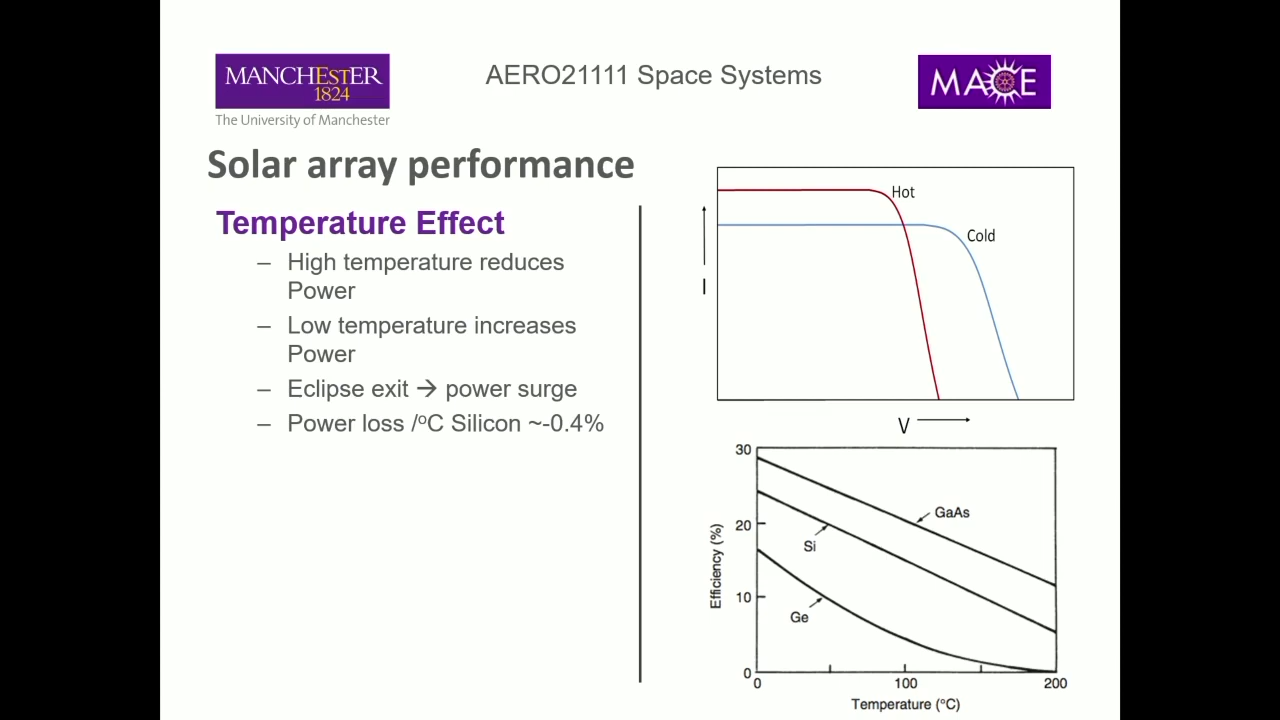 MANCHEstER
1824
The University of Manchester
AERO21111 Space Systems
MACE
Solar array performance
Temperature Effect
– High temperature reduces
Power
– Low temperature increases
Power
– Eclipse exit → power surge
– Power loss /ºC Silicon ~-0.4%
Hot
Cold
I
V
30
20
10
0
Efficiency (%)
GaAs
Si
Ge
0
100
200
Temperature (°C)